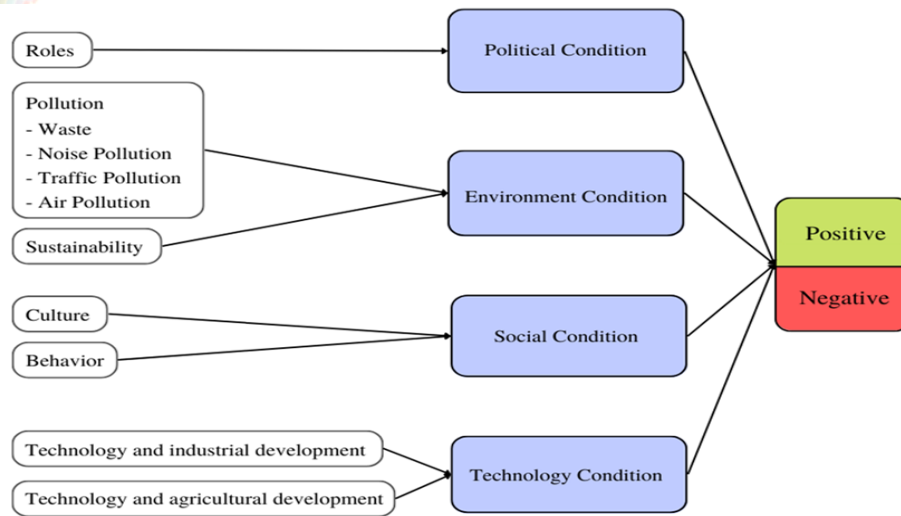 Roles
Political Condition
Pollution
- Waste
- Noise Pollution
- Traffic Pollution
- Air Pollution
Environment Condition
Sustainability
Positive
Negative
Culture
Social Condition
Behavior
Technology and industrial development
Technology Condition
Technology and agricultural development